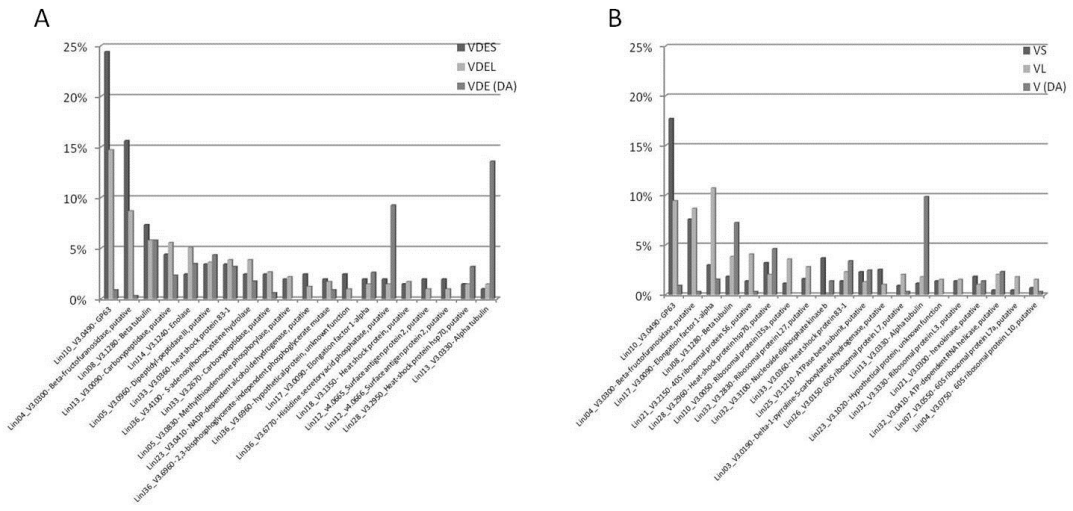 A
25%
20%
15%
10%
5%
0%
VDES
VDEL
VDE (DA)
LinJ10_V3.0490 - GP63
LinJ04_V3.0300 - Beta-fructofuranosidase, putative
LinJ08_V3.1280 - Beta tubulin
LinJ13_V3.0090 - Carboxypeptidase, putative
LinJ14_V3.1240 - Enolase
LinJ05_V3.0960 - Dipeptidyl-peptidase III, putative
LinJ33_V3.0360 - heat shock protein 83-1
LinJ36_V3.4100 - S-adenosylhomocysteine hydrolase
LinJ33_V3.2670 - Carboxypeptidase, putative
LinJ05_V3.0830 - Methylthioadenosine phosphorylase, putative
LinJ23_V3.0410 - NADP-dependent alcohol dehydrogenase, putative
LinJ36_V3.6960 - 2,3-bisphosphoglycerate-independent phosphoglycerate mutase
LinJ36_V3.6980 - hypothetical protein, unknown function
LinJ17_V3.0090 - Elongation factor 1 alpha
LinJ36_V3.6770 - Histidine secretory acid phosphatase, putative
LinJ18_V3.1350 - Heat shock protein, putative
LinJ12_v4.0665_Surface antigen protein 2, putative
LinJ12_v4.0666_Surface antigen protein 2, putative
LinJ28_V3.2950_Heat-shock protein hsp70, putative
LinJ13_V3.0330 - Alpha tubulin
B
25%
20%
15%
10%
5%
0%
VS
VL
V (DA)
LinJ10_V3.0490 - GP63
LinJ04_V3.0300 - Beta-fructofuranosidase, putative
LinJ17_V3.0090 - Elongation factor 1 alpha
LinJ08_V3.1280 - Beta tubulin
LinJ21_V3.2150 - 40S ribosomal protein S6, putative
LinJ28_V3.2960 - Heat-shock protein hsp70, putative
LinJ10_V3.0050 - Ribosomal protein l35a, putative
LinJ32_V3.2830 - Ribosomal protein L27, putative
LinJ32_V3.3100 - Nucleoside diphosphate kinase b
LinJ33_V3.0360 - Heat shock protein 83-1
LinJ25_V3.1210 - ATPase beta subunit, putative
LinJ03_V3.0190 - Delta-1-pyrroline-5-carboxylate dehydrogenase, putative
LinJ26_V3.0150 - 60S ribosomal protein L7, putative
LinJ13_V3.0330 - Alpha tubulin
LinJ23_V3.1020 - Hypothetical protein, unknown function
LinJ32_V3.3330 - Ribosomal protein L3, putative
LinJ21_V3.0300 - hexokinase, putative
LinJ32_V3.0410 - ATP-dependent RNA helicase, putative
LinJ07_V3.0550 - 60S ribosomal protein L7a, putative
LinJ04_V3.0750 - 60S ribosomal protein L10, putative